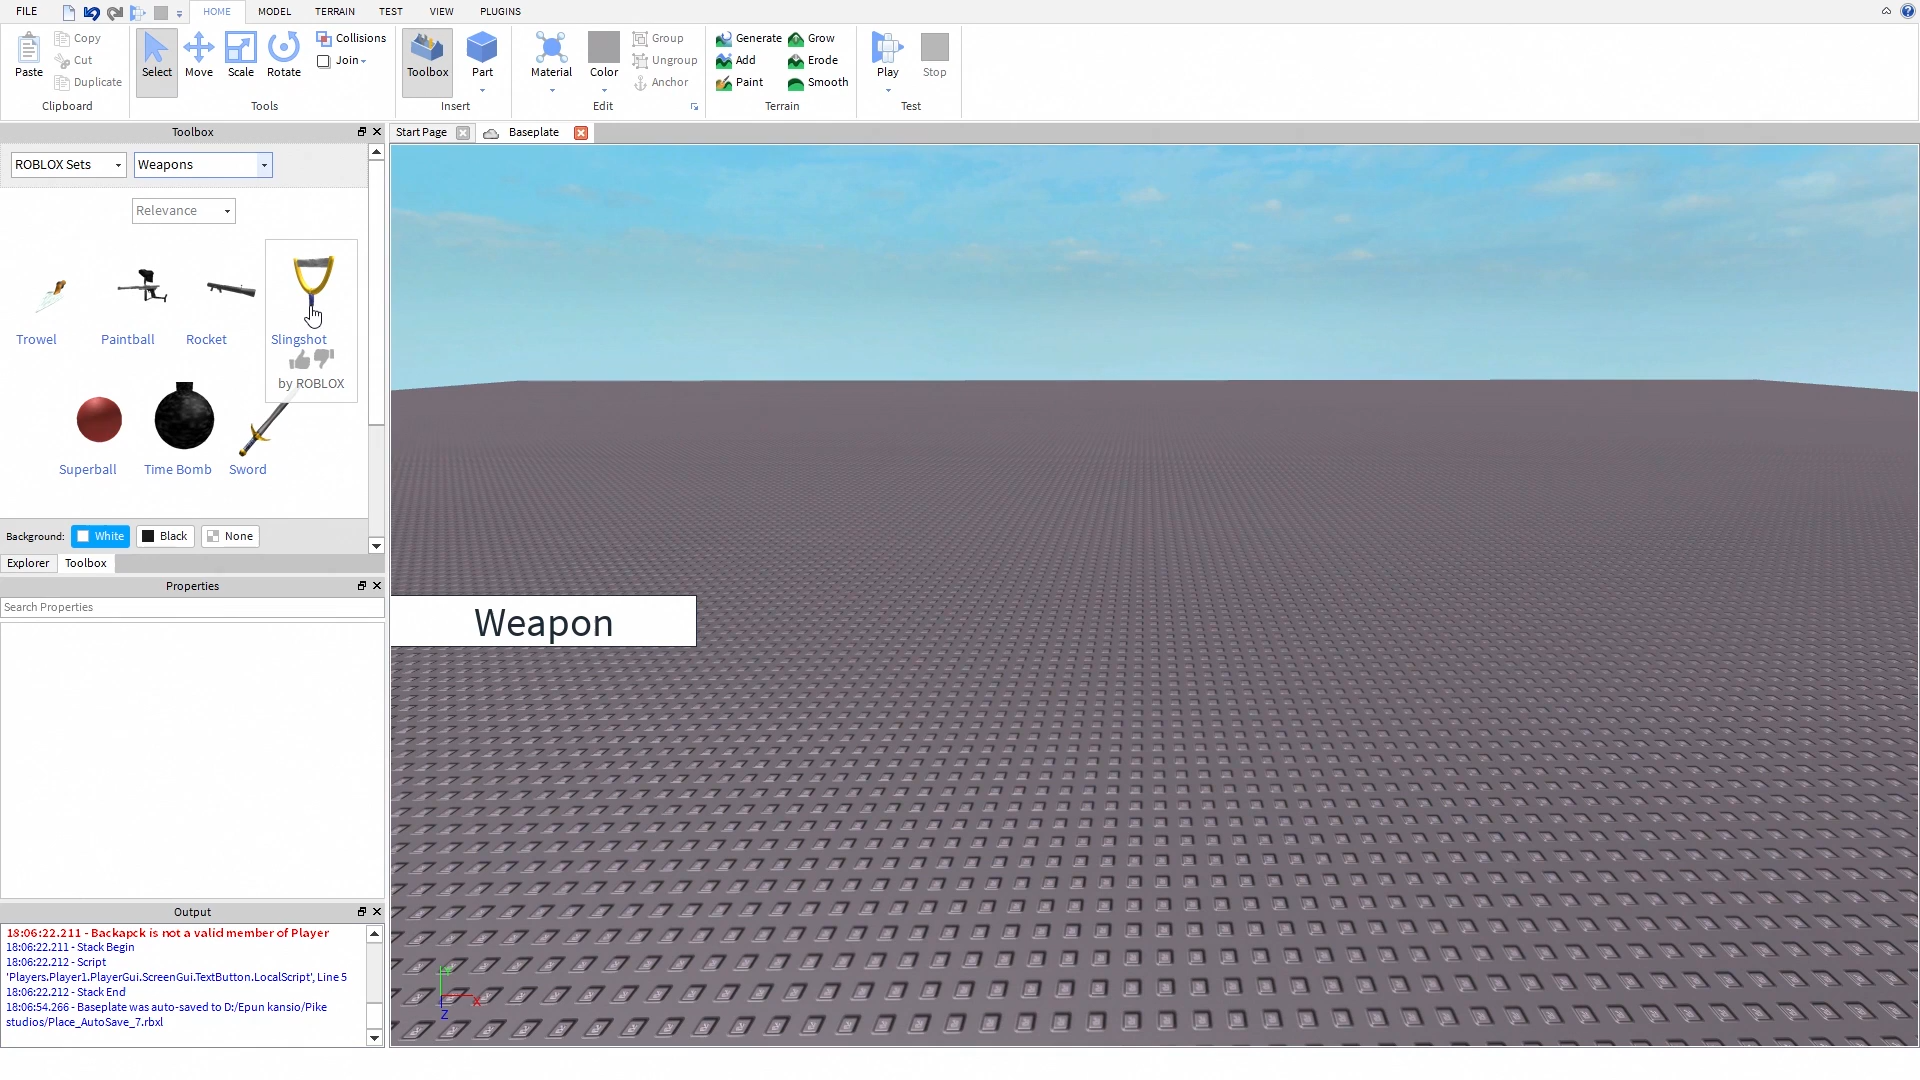 FILE
HOME
MODEL
TERRAIN
TEST
VIEW
PLUGINS
Paste
Copy
Cut
Duplicate
Clipboard
Select
Move
Scale
Rotate
Collisions
Join
Tools
Toolbox
Part
Insert
Material
Color
Group
Ungroup
Anchor
Edit
Generate
Grow
Add
Erode
Paint
Smooth
Terrain
Play
Stop
Test
Toolbox
Start Page
Baseplate
ROBLOX Sets
Weapons
Relevance
Trowel
Paintball
Rocket
Slingshot
by ROBLOX
Superball
Time Bomb
Sword
Background:
White
Black
None
Explorer
Toolbox
Properties
Search Properties
Weapon
Output
18:06:22.211 - Backapck is not a valid member of Player
18:06:22.211 - Stack Begin
18:06:22.212 - Script
'Players.Player1.PlayerGui.ScreenGui.TextButton.LocalScript', Line 5
18:06:22.212 - Stack End
18:06:54.266 - Baseplate was auto-saved to D:/Epun kansio/Pike
studios/Place_AutoSave_7.rbxl
X
Z